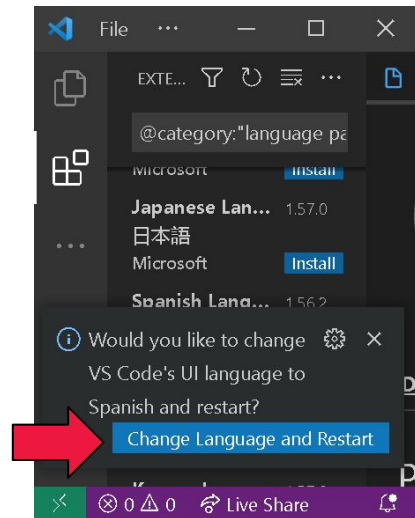 File ···
EXTE... ···
@category:"language pa
Microsoft Install
Japanese Lan... 1.57.0
日本語
Microsoft Install
Spanish Lang... 1.56.2
Would you like to change
VS Code's UI language to
Spanish and restart?
Change Language and Restart
0 0 Live Share